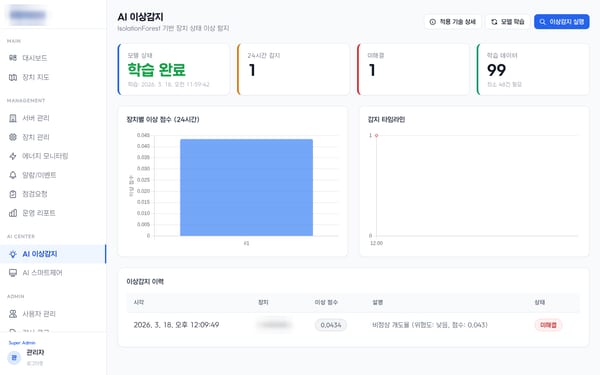 MAIN
대시보드
장치 지도
MANAGEMENT
서버 관리
장치 관리
에너지 모니터링
알람/이벤트
점검요청
운영 리포트
AI CENTER
AI 이상감지
AI 스마트제어
ADMIN
사용자 관리
Super Admin
관
관리자
로그아웃
AI 이상감지
IsolationForest 기반 장치 상태 이상 탐지
적용 기술 상세
모델 학습
이상감지 실행
모델 상태
학습 완료
학습: 2026. 3. 18. 오전 11:59:42
24시간 감지
1
미해결
1
학습 데이터
99
최소 48건 필요
장치별 이상 점수 (24시간)
이상 점수
0.045
0.040
0.035
0.030
0.025
0.020
0.015
0.010
0.005
0
#1
감지 타임라인
1
0
12:00
이상감지 이력
시각
장치
이상 점수
설명
상태
2026. 3. 18. 오후 12:09:49
0.0434
비정상 개도율 (위험도: 낮음, 점수: 0.043)
미해결